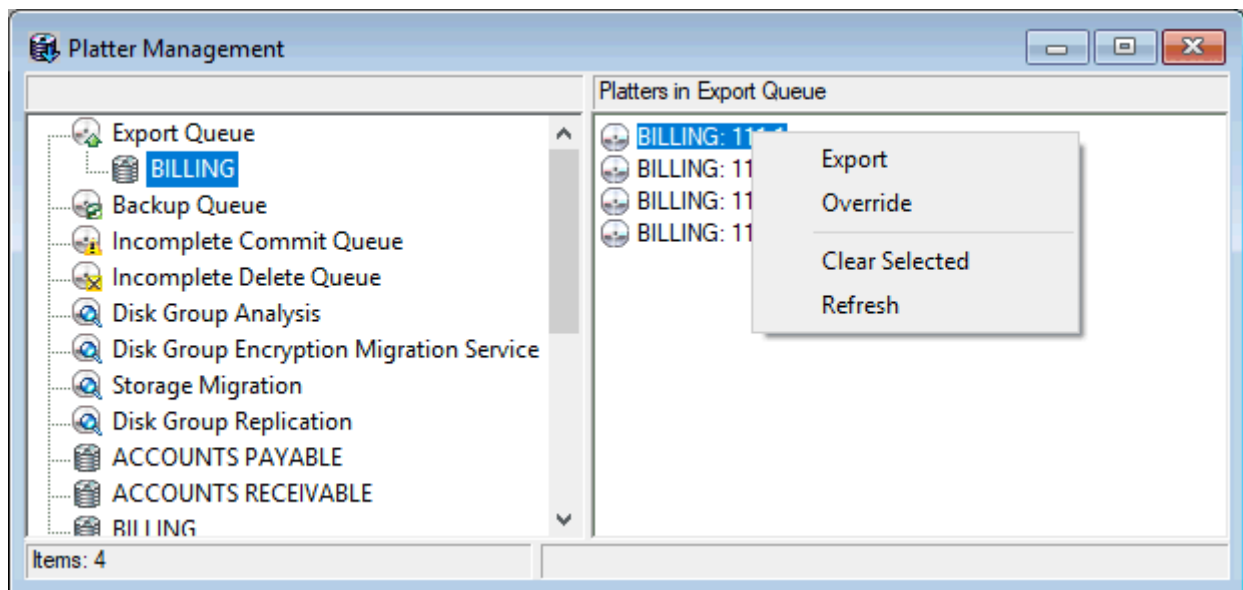 Platter Management
Platters in Export Queue
Export Queue
BILLING
Backup Queue
Incomplete Commit Queue
Incomplete Delete Queue
Disk Group Analysis
Disk Group Encryption Migration Service
Storage Migration
Disk Group Replication
ACCOUNTS PAYABLE
ACCOUNTS RECEIVABLE
BILLING
BILLING:
BILLING: 11
BILLING: 11
BILLING: 11
Export
Override
Clear Selected
Refresh
Items: 4